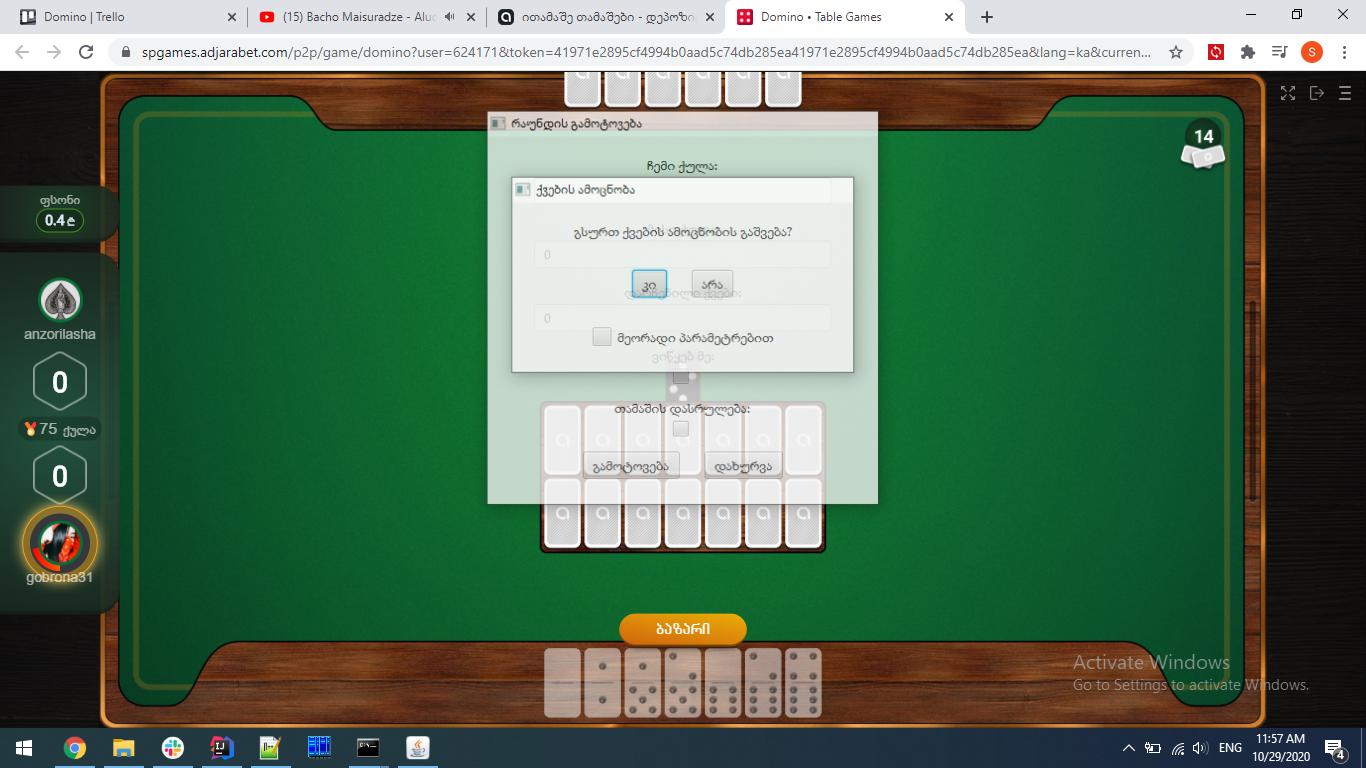 Domino | Trello
(15) Bacho Maisuradze - Aluc
ითამაშე თამაშები - დეპოზი
Domino • Table Games
spgames.adjarabet.com/p2p/game/domino?user=624171&token=41971e2895cf4994b0aad5c74db285ea41971e2895cf4994b0aad5c74db285ea&lang=ka&curren...
S
14
ფსონი
0.4₾
anzorilasha
0
75 ქულა
0
gobrona31
რაუნდის გამოტოვება
ჩემი ქულა:
ქვების ამოცნობა
გსურთ ქვების ამოცნობის გაშვება?
0
კი
არა
დარჩენილი ქვები:
0
მეორადი პარამეტრებით
ვიწყებ მე:
თამაშის დასრულება:
გამოტოვება
დახურვა
ბაზარი
Activate Windows
Go to Settings to activate Windows.
ENG
11:57 AM
10/29/2020
4